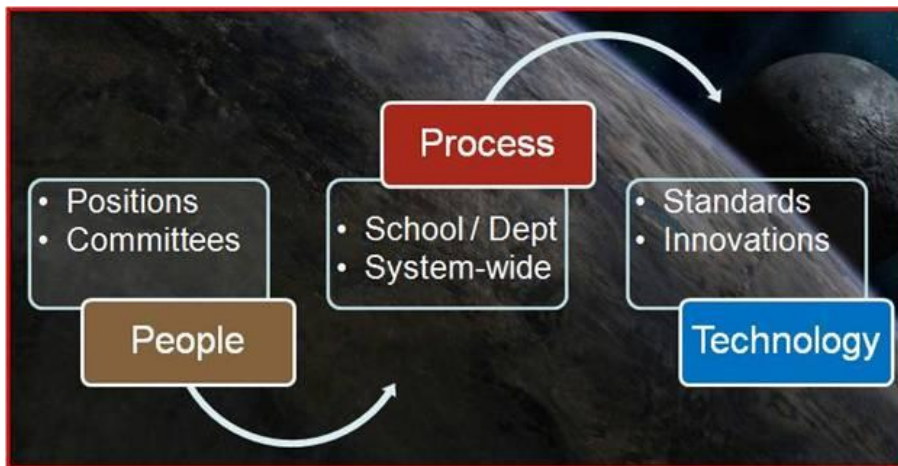 • Positions
• Committees
People
Process
• School / Dept
• System-wide
• Standards
• Innovations
Technology